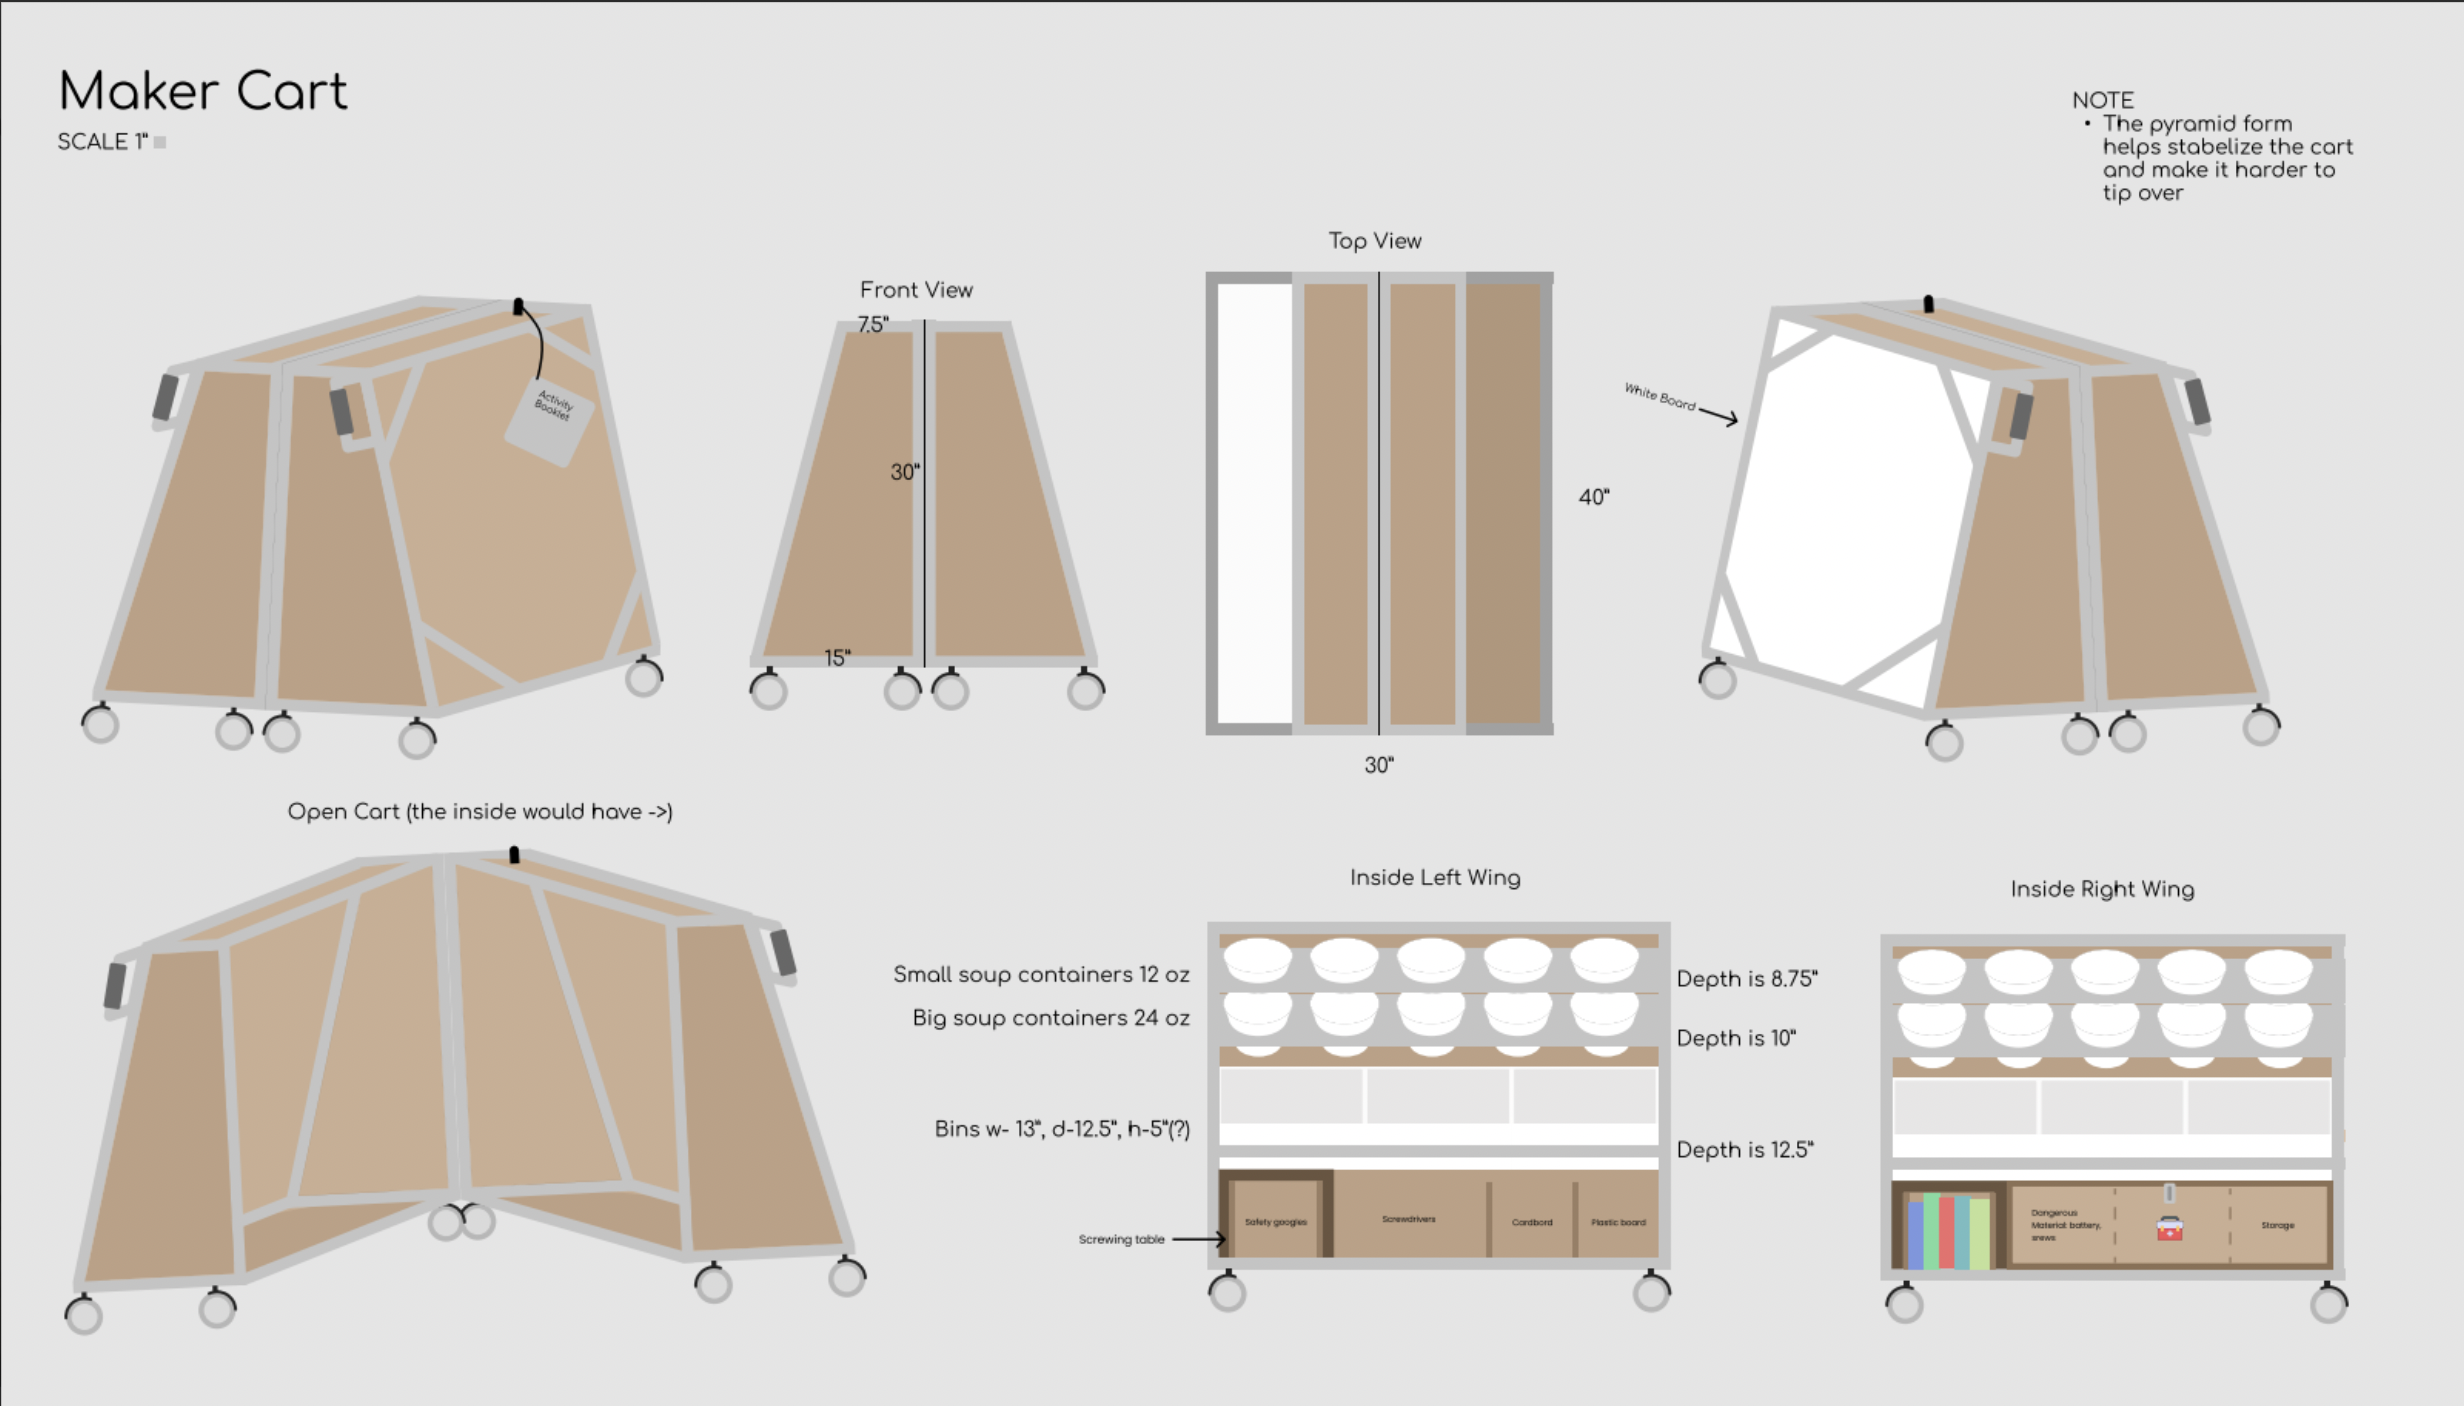 Maker Cart
SCALE 1"
NOTE
• The pyramid form
helps stabelize the cart
and make it harder to
tip over
Activity
Booklet
Front View
7.5"
30"
15"
Top View
40"
30"
White Board
Open Cart (the inside would have ->)
Inside Left Wing
Small soup containers 12 oz
Big soup containers 24 oz
Bins w- 13", d-12.5", h-5"(?)
Screwing table
Depth is 8.75"
Depth is 10"
Depth is 12.5"
Safety googles
Screwdrivers
Cardbord
Plastic board
Inside Right Wing
Dangerous
Material: battery,
srews
Storage